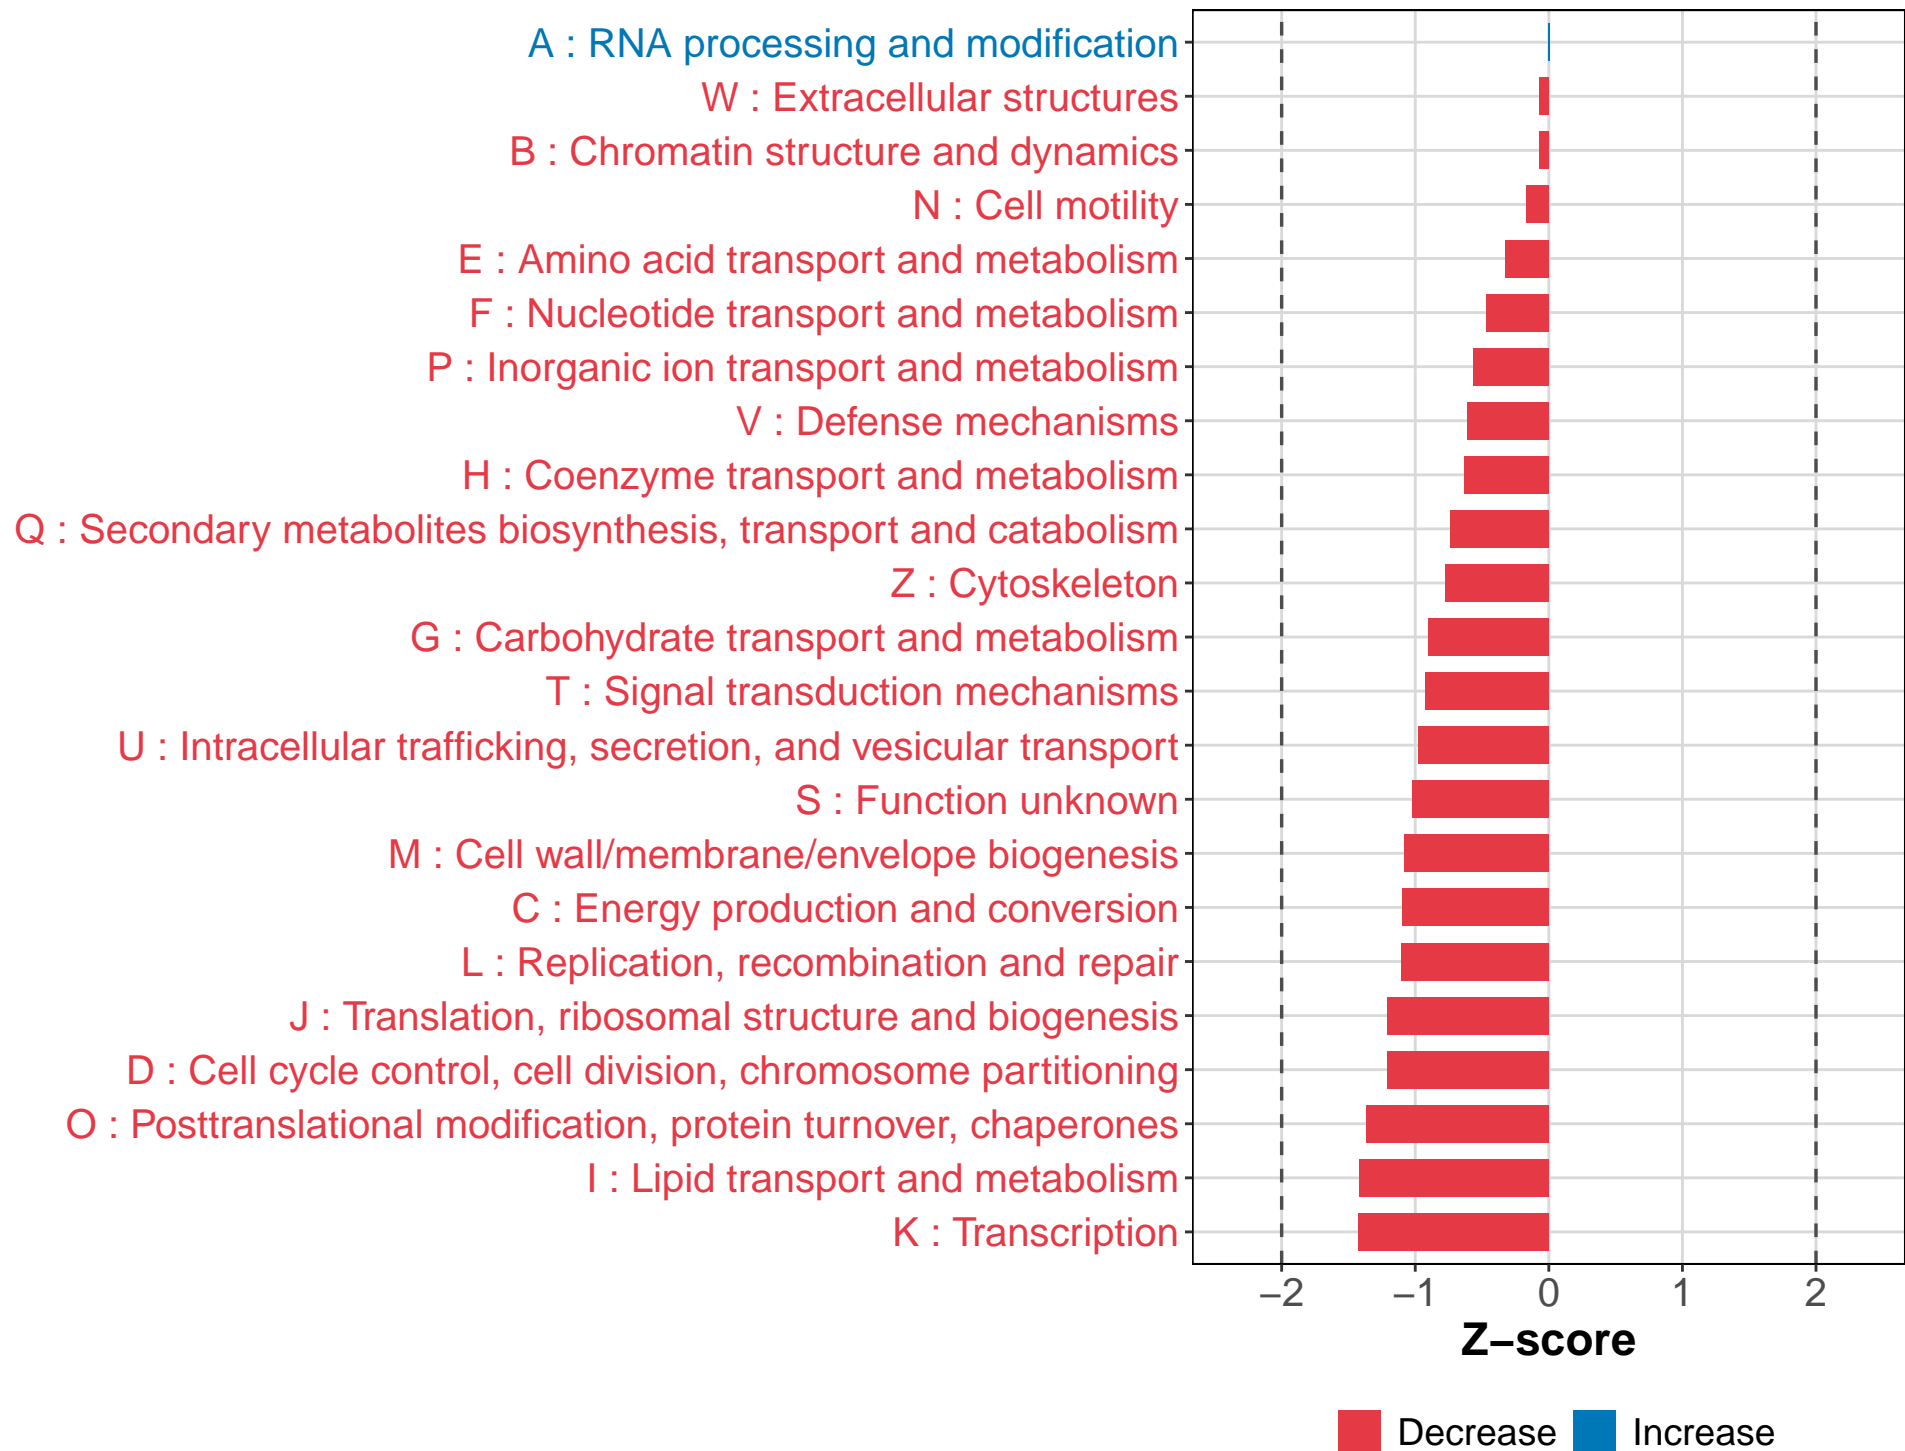 A : RNA processing and modification
W : Extracellular structures
B : Chromatin structure and dynamics
N : Cell motility
E : Amino acid transport and metabolism
F : Nucleotide transport and metabolism
P : Inorganic ion transport and metabolism
V : Defense mechanisms
H : Coenzyme transport and metabolism
Q : Secondary metabolites biosynthesis, transport and catabolism
Z : Cytoskeleton
G : Carbohydrate transport and metabolism
T : Signal transduction mechanisms
U : Intracellular trafficking, secretion, and vesicular transport
S : Function unknown
M : Cell wall/membrane/envelope biogenesis
C : Energy production and conversion
L : Replication, recombination and repair
J : Translation, ribosomal structure and biogenesis
D : Cell cycle control, cell division, chromosome partitioning
O : Posttranslational modification, protein turnover, chaperones
I : Lipid transport and metabolism
K : Transcription
−2 −1 0 1 2
Z−score
Decrease Increase